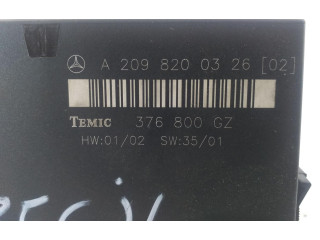 A 209 820 03 26 [02]
TEMIC 376 800 GZ
HW:01/02 SW:35/01